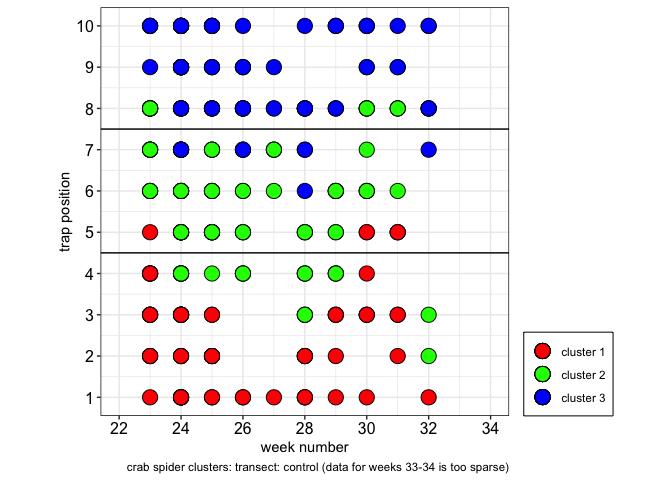 10
9
8
7
6
5
4
3
2
1
trap position
22 24 26 28 30 32 34
week number
cluster 1
cluster 2
cluster 3
crab spider clusters: transect: control (data for weeks 33-34 is too sparse)